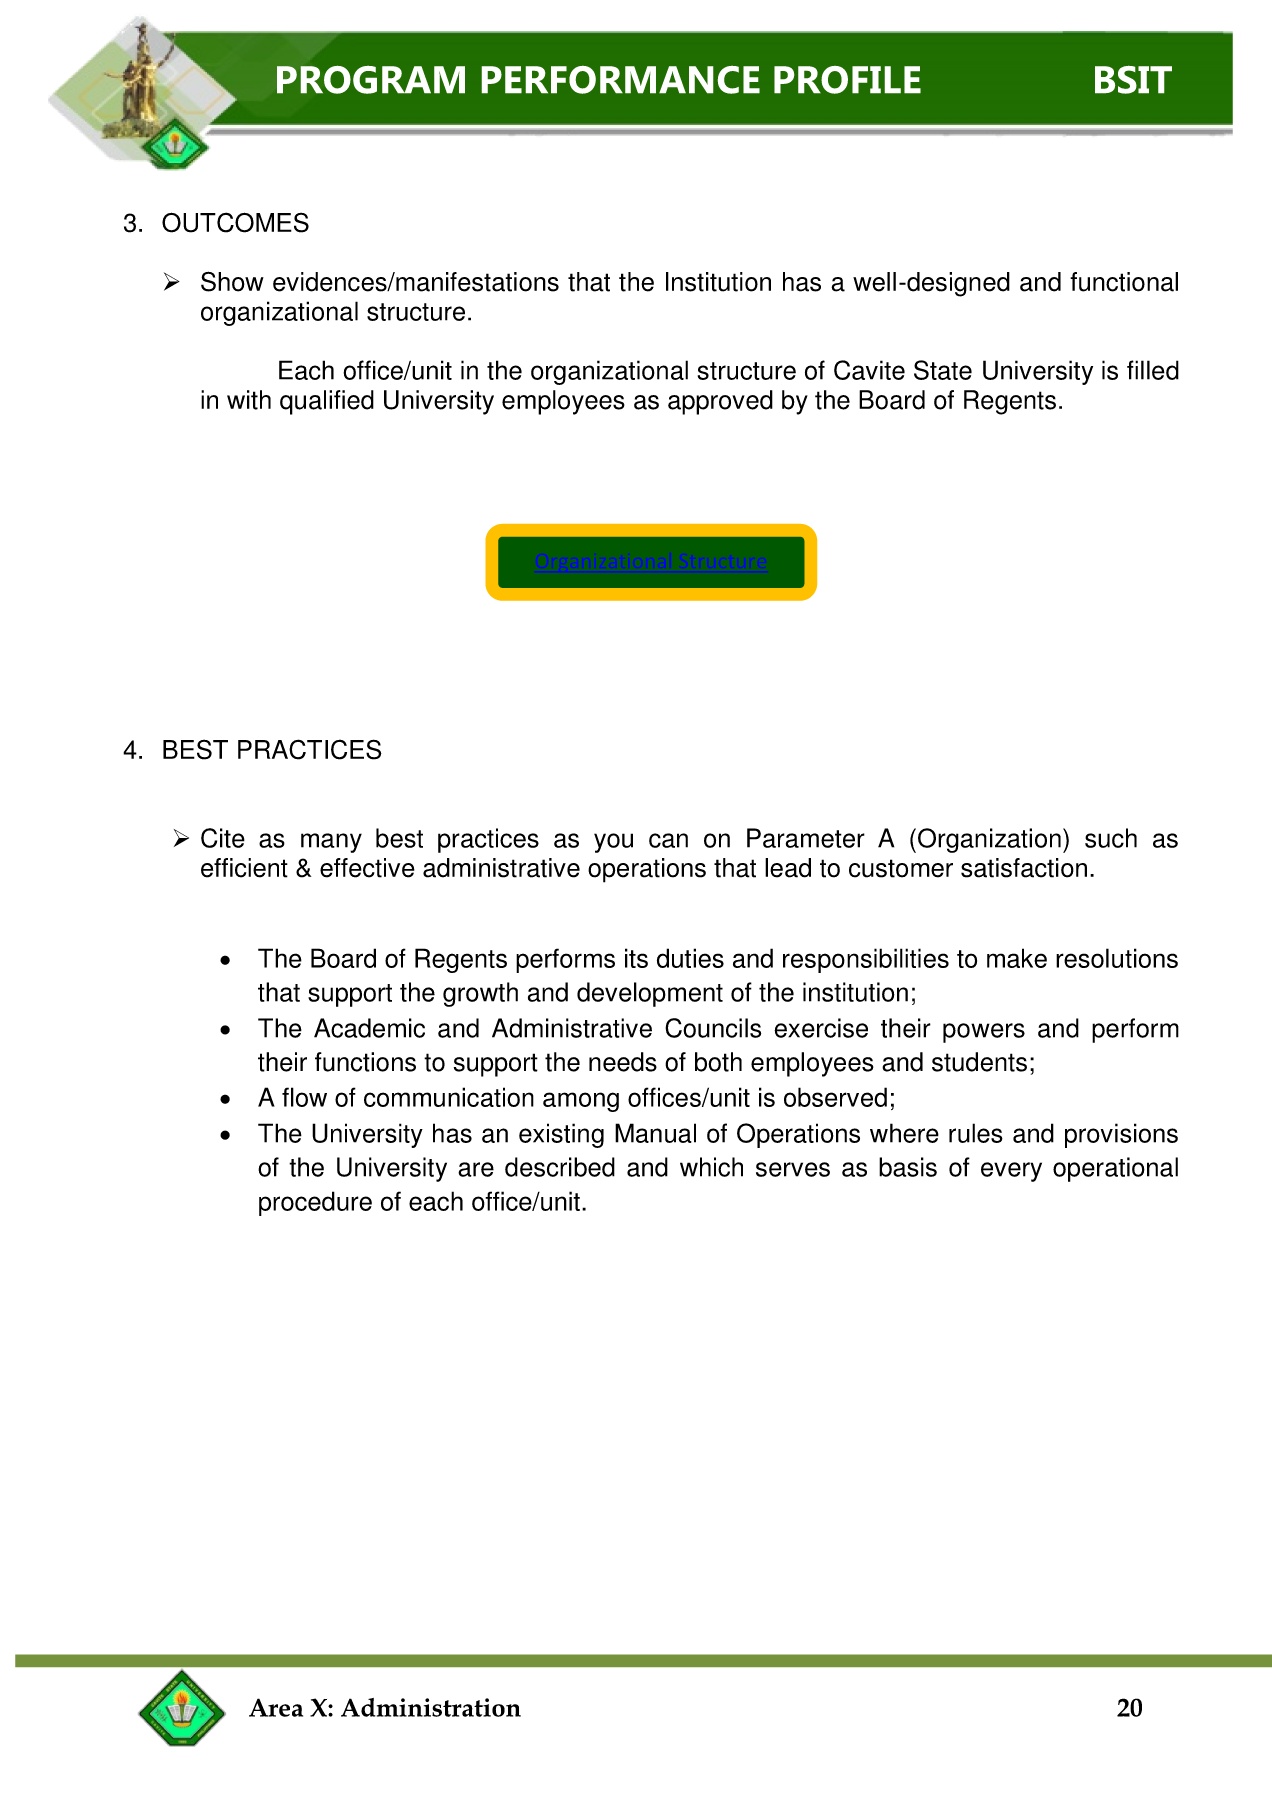 PROGRAM PERFORMANCE PROFILE BSIT
3. OUTCOMES
➢ Show evidences/manifestations that the Institution has a well-designed and functional
organizational structure.
Each office/unit in the organizational structure of Cavite State University is filled
in with qualified University employees as approved by the Board of Regents.
Organizational Structure
4. BEST PRACTICES
➢ Cite as many best practices as you can on Parameter A (Organization) such as
efficient & effective administrative operations that lead to customer satisfaction.
• The Board of Regents performs its duties and responsibilities to make resolutions
that support the growth and development of the institution;
• The Academic and Administrative Councils exercise their powers and perform
their functions to support the needs of both employees and students;
• A flow of communication among offices/unit is observed;
• The University has an existing Manual of Operations where rules and provisions
of the University are described and which serves as basis of every operational
procedure of each office/unit.
Area X: Administration 20